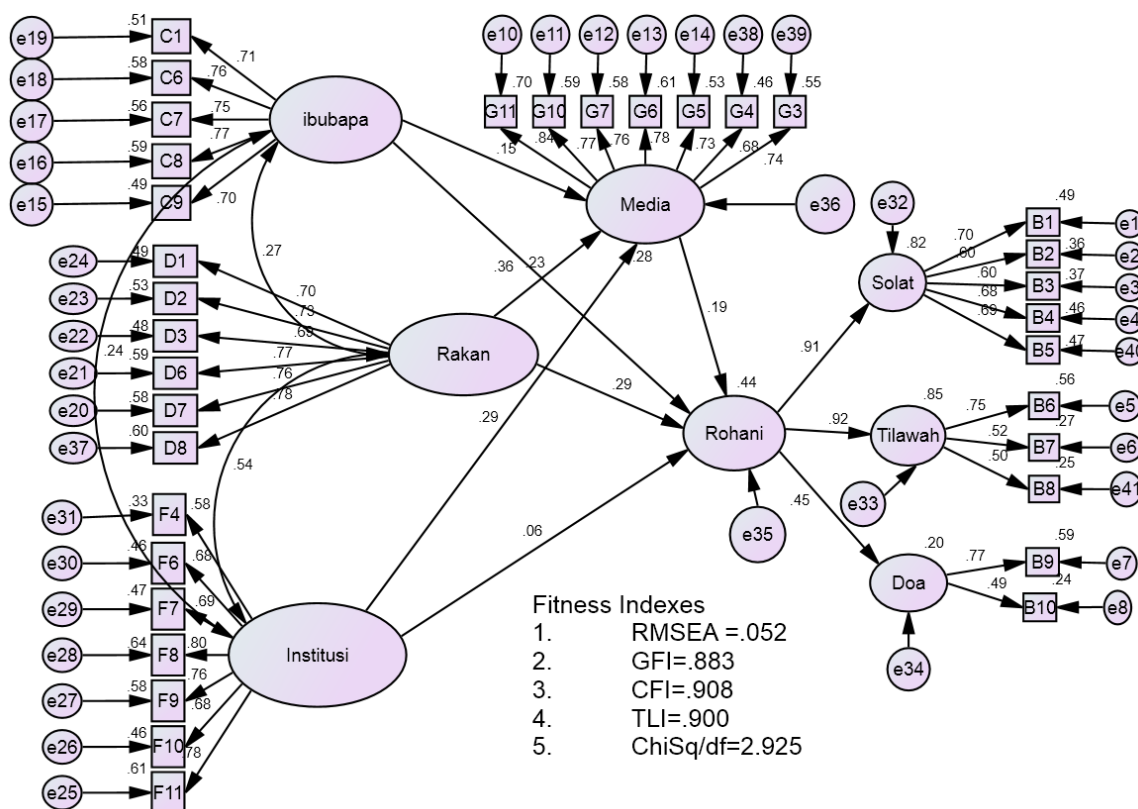 e19
.51
C1
.71
e18
.58
C6
.76
e17
.56
C7
.75
e16
.59
C8
.77
e15
.49
C9
.70
ibubapa
e10
e11
e12
e13
e14
e38
e39
.70
.59
.58
.61
.53
.46
.55
G11
G10
G7
G6
G5
G4
G3
.84
.77
.76
.78
.73
.68
.74
.15
Media
e36
.28
.27
.36
.23
.24
e24
.49
D1
.70
e23
.53
D2
.73
e22
.48
D3
.69
e21
.59
D6
.77
e20
.58
D7
.76
e37
.60
D8
.78
Rakan
.54
.29
.29
.19
.44
Rohani
e35
.06
e31
.33
F4
.58
e30
.46
F6
.68
e29
.47
F7
.69
e28
.64
F8
.80
e27
.58
F9
.76
e26
.46
F10
.68
e25
.61
F11
.78
Institusi
e32
.82
Solat
.91
.70
.60
.60
.68
.69
.49
B1
e1
.36
B2
e2
.37
B3
e3
.46
B4
e4
.47
B5
e40
.92
.85
Tilawah
e33
.75
.52
.50
.56
B6
e5
.27
B7
e6
.25
B8
e41
.45
.20
Doa
e34
.77
.49
.59
B9
e7
.24
B10
e8
Fitness Indexes
1. RMSEA =.052
2. GFI=.883
3. CFI=.908
4. TLI=.900
5. ChiSq/df=2.925